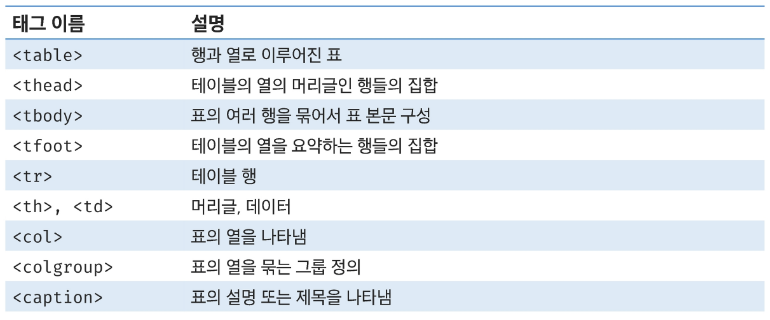 태그 이름 설명
<table> 행과 열로 이루어진 표
<thead> 테이블의 열의 머리글인 행들의 집합
<tbody> 표의 여러 행을 묶어서 표 본문 구성
<tfoot> 테이블의 열을 요약하는 행들의 집합
<tr> 테이블 행
<th>, <td> 머리글, 데이터
<col> 표의 열을 나타냄
<colgroup> 표의 열을 묶는 그룹 정의
<caption> 표의 설명 또는 제목을 나타냄